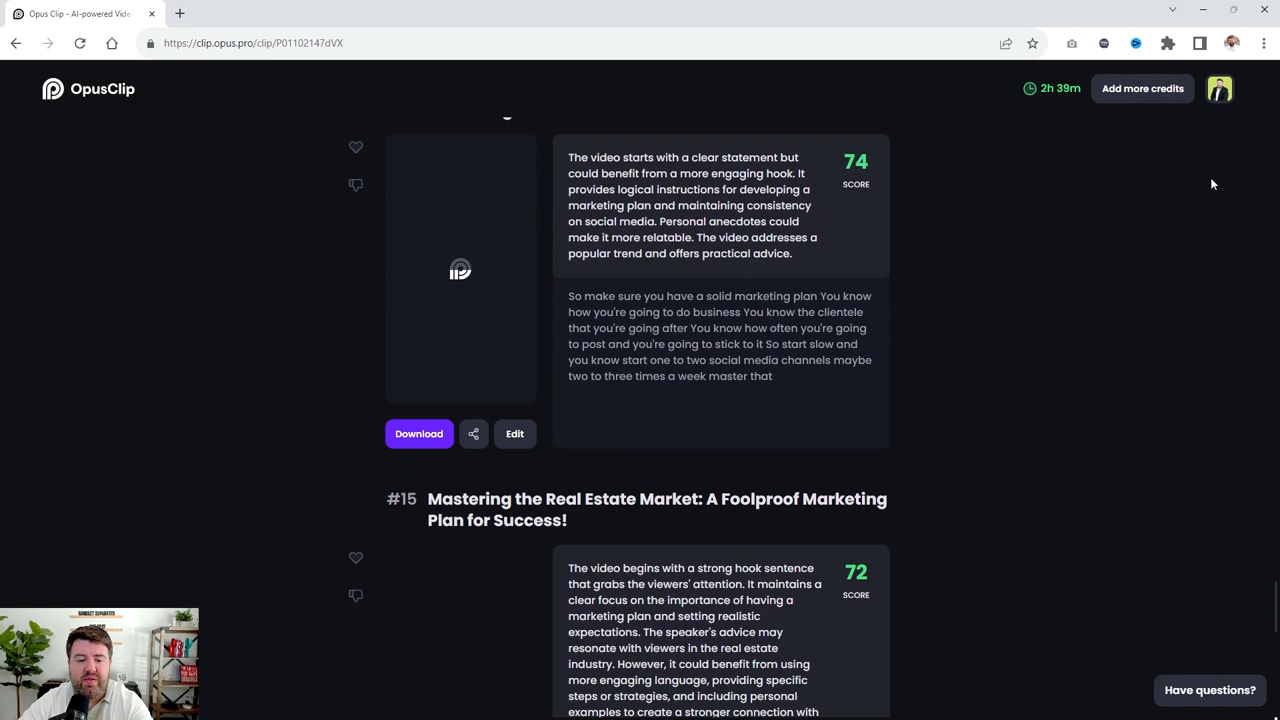 Opus Clip - AI-powered Vide
https://clip.opus.pro/clip/P01102147dVX
OpusClip
2h 39m
Add more credits
The video starts with a clear statement but
could benefit from a more engaging hook. It
provides logical instructions for developing a
marketing plan and maintaining consistency
on social media. Personal anecdotes could
make it more relatable. The video addresses a
popular trend and offers practical advice.
74
SCORE
So make sure you have a solid marketing plan You know
how you're going to do business You know the clientele
that you're going after You know how often you're going
to post and you're going to stick to it So start slow and
you know start one to two social media channels maybe
two to three times a week master that
Download
Edit
#15 Mastering the Real Estate Market: A Foolproof Marketing
Plan for Success!
The video begins with a strong hook sentence
that grabs the viewers' attention. It maintains a
clear focus on the importance of having a
marketing plan and setting realistic
expectations. The speaker's advice may
resonate with viewers in the real estate
industry. However, it could benefit from using
more engaging language, providing specific
steps or strategies, and including personal
examples to create a stronger connection with
72
SCORE
MINDSET SEPARATES
Have questions?